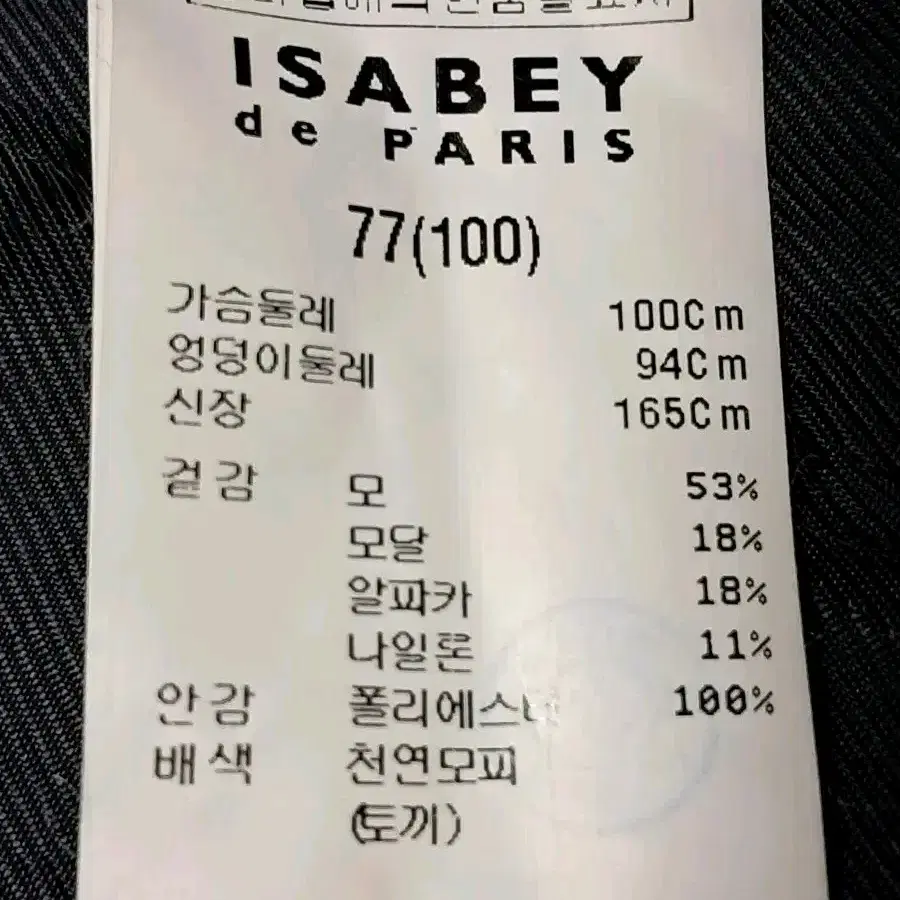 ISABEY
de PARIS
77(100)
가슴둘레 100Cm
엉덩이둘레 94Cm
신장 165Cm
겉감 모 53%
모달 18%
알파카 18%
나일론 11%
안감 폴리에스터 100%
배색 천연모피
(토끼)